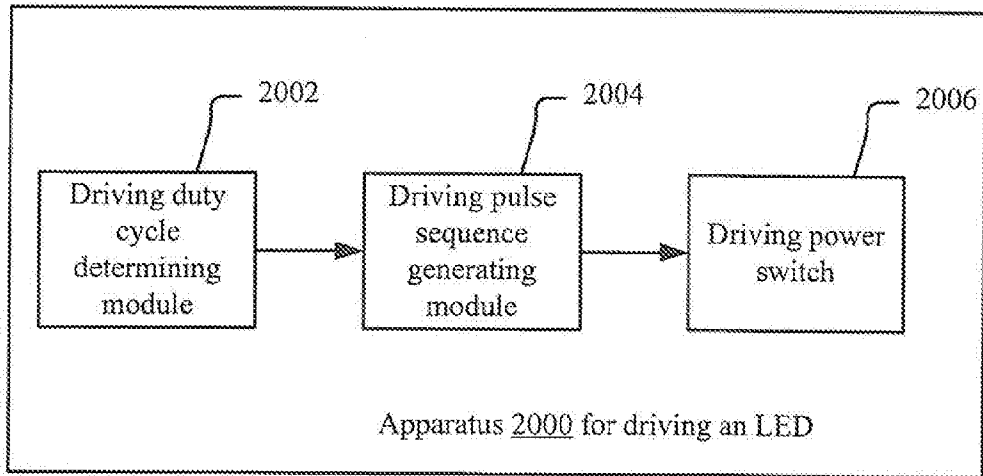 2002
2004
2006
Driving duty
cycle
determining
module
Driving pulse
sequence
generating
module
Driving power
switch
Apparatus 2000 for driving an LED